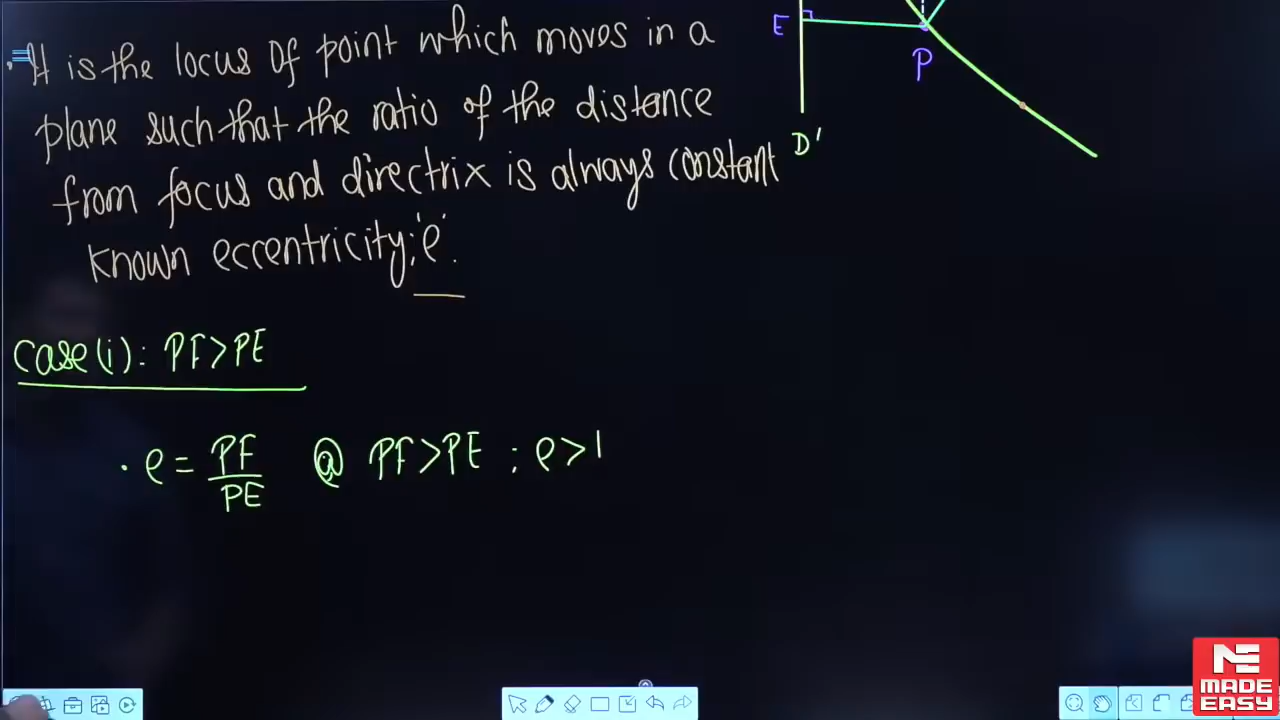 . It is the locus of point which moves in a
plane such that the ratio of the distance
from focus and directrix is always constant
known eccentricity; 'e'.
E
P
D'
Case(i): PF>PE
. e = PF/PE @ PF>PE ; e>1
ME
MADE
EASY